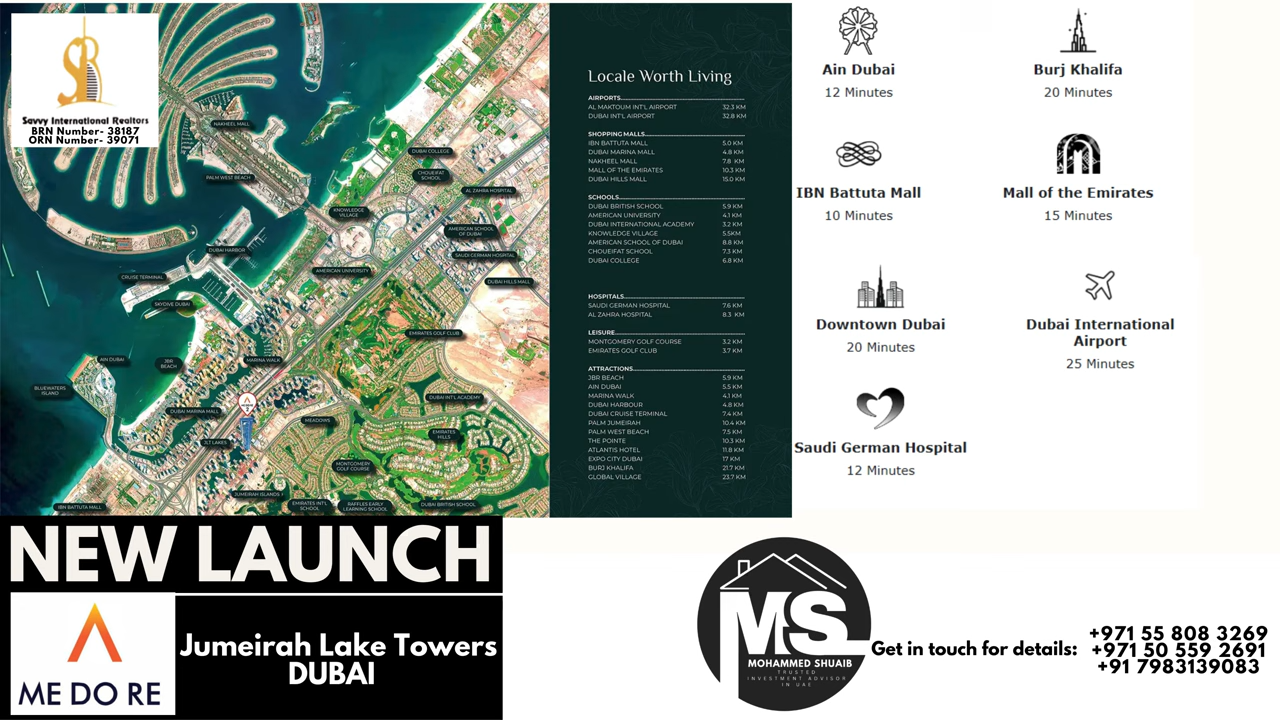 SR
Savvy International Realtors
BRN Number- 38187
ORN Number- 39071
NAKHEEL MALL
PALM WEST BEACH
DUBAI COLLEGE
CHOUEIFAT
SCHOOL
AL ZAHRA HOSPITAL
KNOWLEDGE
VILLAGE
AMERICAN SCHOOL
OF DUBAI
SAUDI GERMAN HOSPITAL
DUBAI HARBOR
CRUISE TERMINAL
AMERICAN UNIVERSITY
DUBAI HILLS MALL
SKYDIVE DUBAI
EMIRATES GOLF CLUB
AIN DUBAI
JBR
BEACH
MARINA WALK
BLUEWATERS
ISLAND
DUBAI MARINA MALL
DUBAI INT'L ACADEMY
MEADOWS
JLT LAKES
EMIRATES
HILLS
MONTGOMERY
GOLF COURSE
JUMEIRAH ISLANDS
IBN BATTUTA MALL
EMIRATES INT'L
SCHOOL
RAFFLES EARLY
LEARNING SCHOOL
DUBAI BRITISH SCHOOL
Locale Worth Living
AIRPORTS
AL MAKTOUM INT'L AIRPORT 32.3 KM
DUBAI INT'L AIRPORT 32.8 KM
SHOPPING MALLS
IBN BATTUTA MALL 5.0 KM
DUBAI MARINA MALL 4.8 KM
NAKHEEL MALL 7.8 KM
MALL OF THE EMIRATES 10.3 KM
DUBAI HILLS MALL 15.0 KM
SCHOOLS
DUBAI BRITISH SCHOOL 5.9 KM
AMERICAN UNIVERSITY 4.1 KM
DUBAI INTERNATIONAL ACADEMY 3.2 KM
KNOWLEDGE VILLAGE 5.5KM
AMERICAN SCHOOL OF DUBAI 8.8 KM
CHOUEIFAT SCHOOL 7.3 KM
DUBAI COLLEGE 6.8 KM
HOSPITALS
SAUDI GERMAN HOSPITAL 7.6 KM
AL ZAHRA HOSPITAL 8.3 KM
LEISURE
MONTGOMERY GOLF COURSE 3.2 KM
EMIRATES GOLF CLUB 3.7 KM
ATTRACTIONS
JBR BEACH 5.9 KM
AIN DUBAI 5.5 KM
MARINA WALK 4.1 KM
DUBAI HARBOUR 4.8 KM
DUBAI CRUISE TERMINAL 7.4 KM
PALM JUMEIRAH 10.4 KM
PALM WEST BEACH 7.5 KM
THE POINTE 10.3 KM
ATLANTIS HOTEL 11.8 KM
EXPO CITY DUBAI 17 KM
BURJ KHALIFA 21.7 KM
GLOBAL VILLAGE 23.7 KM
Ain Dubai
12 Minutes
Burj Khalifa
20 Minutes
IBN Battuta Mall
10 Minutes
Mall of the Emirates
15 Minutes
Downtown Dubai
20 Minutes
Dubai International
Airport
25 Minutes
Saudi German Hospital
12 Minutes
NEW LAUNCH
ME DO RE
Jumeirah Lake Towers
DUBAI
MS
MOHAMMED SHUAIB
TRUSTED
INVESTMENT ADVISOR
IN UAE
Get in touch for details:
+971 55 808 3269
+971 50 559 2691
+91 7983139083